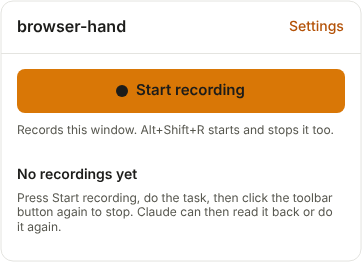 browser-hand
Settings
Start recording
Records this window. Alt+Shift+R starts and stops it too.
No recordings yet
Press Start recording, do the task, then click the toolbar
button again to stop. Claude can then read it back or do
it again.